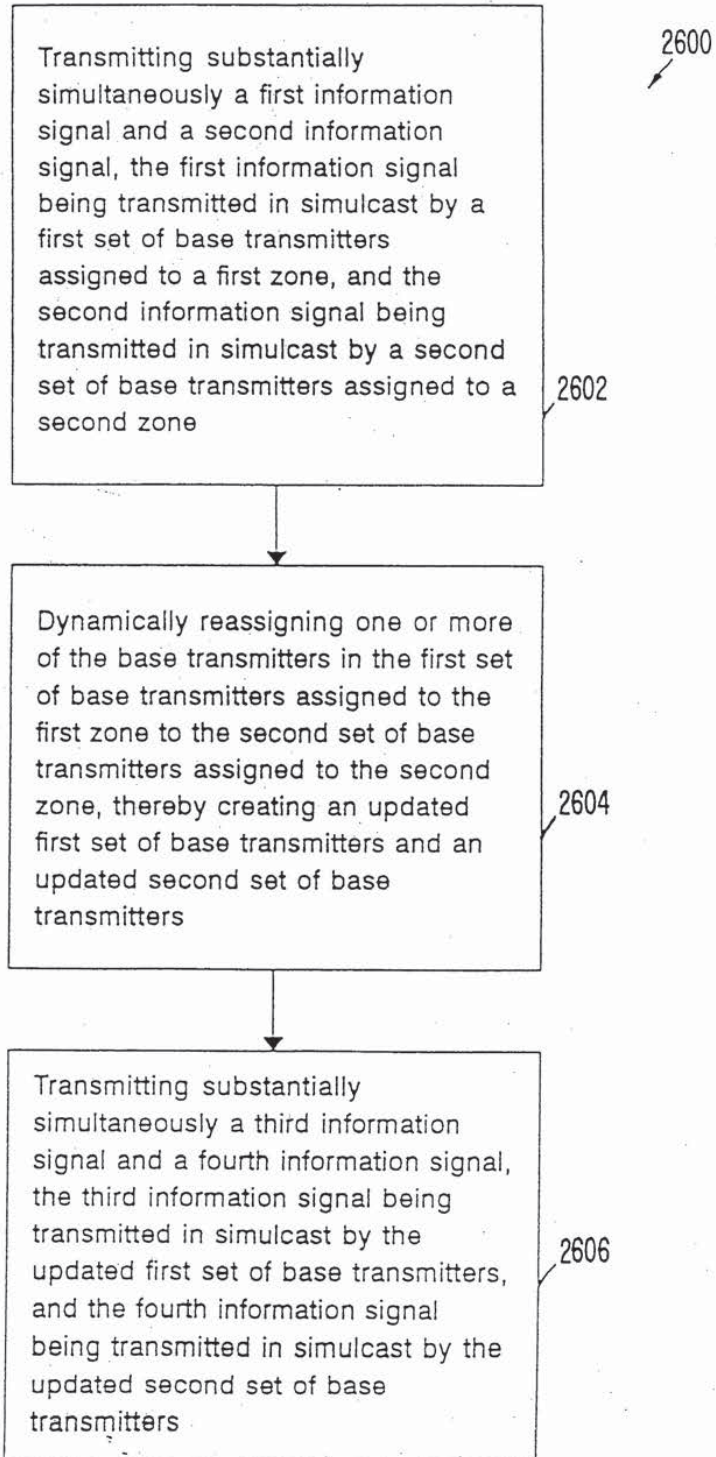 2600
Transmitting substantially
simultaneously a first information
signal and a second information
signal, the first information signal
being transmitted in simulcast by a
first set of base transmitters
assigned to a first zone, and the
second information signal being
transmitted in simulcast by a second
set of base transmitters assigned to a
second zone
2602
Dynamically reassigning one or more
of the base transmitters in the first set
of base transmitters assigned to the
first zone to the second set of base
transmitters assigned to the second
zone, thereby creating an updated
first set of base transmitters and an
updated second set of base
transmitters
2604
Transmitting substantially
simultaneously a third information
signal and a fourth information signal,
the third information signal being
transmitted in simulcast by the
updated first set of base transmitters,
and the fourth information signal
being transmitted in simulcast by the
updated second set of base
transmitters
2606